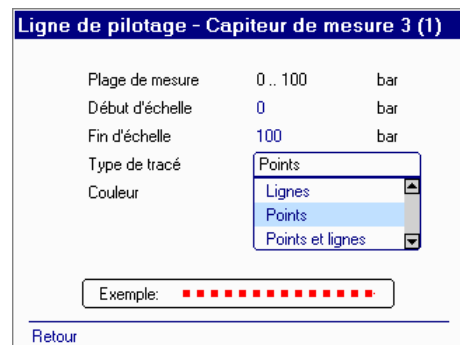 Ligne de pilotage - Capiteur de mesure 3 (1)
Plage de mesure 0 .. 100 bar
Début d'échelle 0 bar
Fin d'échelle 100 bar
Type de tracé Points
Couleur Lignes
Points
Points et lignes
Exemple:
Retour